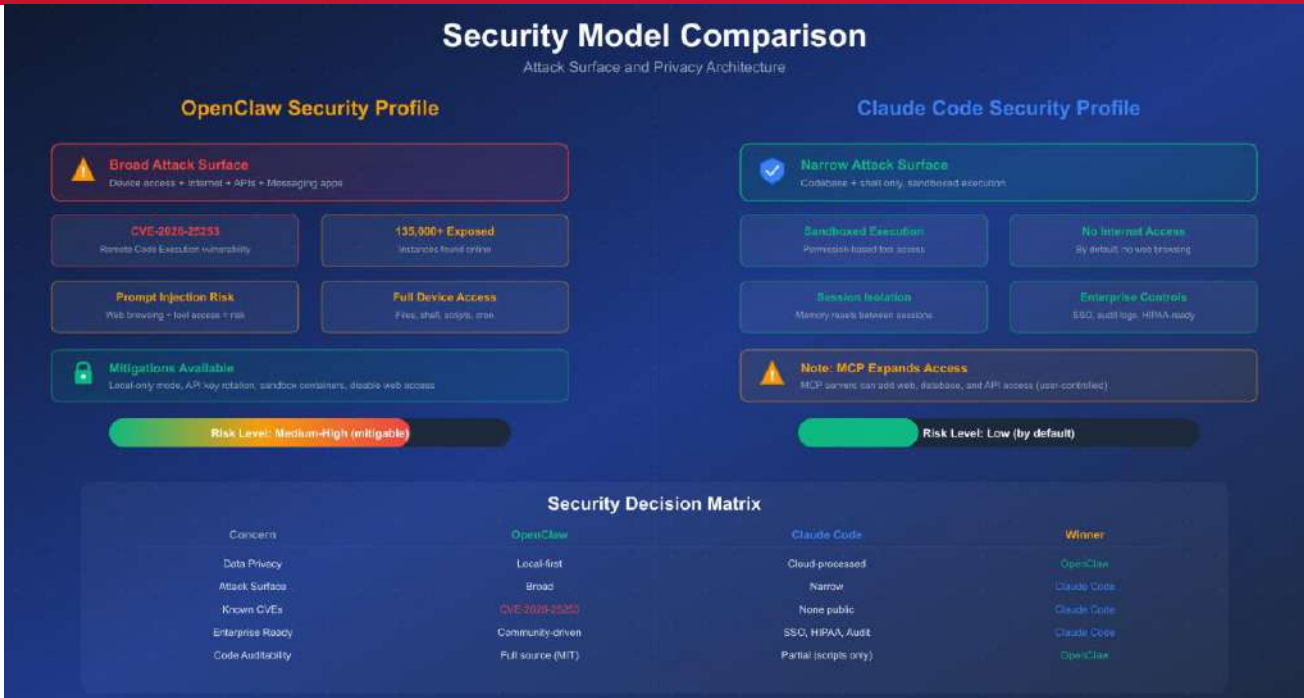 Security Model Comparison
Attack Surface and Privacy Architecture
OpenClaw Security Profile
Broad Attack Surface
Device access + Internet + APIs + Messaging apps
CVE-2026-25253
Remote Code Execution vulnerability
135,000+ Exposed
Instances found online
Prompt Injection Risk
Web browsing + tool access = risk
Full Device Access
Files, shell, scripts, cron
Mitigations Available
Local-only mode, API key rotation, sandbox containers, disable web access
Risk Level: Medium-High (mitigable)
Claude Code Security Profile
Narrow Attack Surface
Codebase + shell only, sandboxed execution
Sandboxed Execution
Permission-based tool access
No Internet Access
By default, no web browsing
Session Isolation
Memory resets between sessions
Enterprise Controls
SSO, audit logs, HIPAA-ready
Note: MCP Expands Access
MCP servers can add web, database, and API access (user-controlled)
Risk Level: Low (by default)
Security Decision Matrix
Concern OpenClaw Claude Code Winner
Data Privacy Local-first Cloud-processed OpenClaw
Attack Surface Broad Narrow Claude Code
Known CVEs CVE-2026-25253 None public Claude Code
Enterprise Ready Community-driven SSO, HIPAA, Audit Claude Code
Code Auditability Full source (MIT) Partial (scripts only) OpenClaw